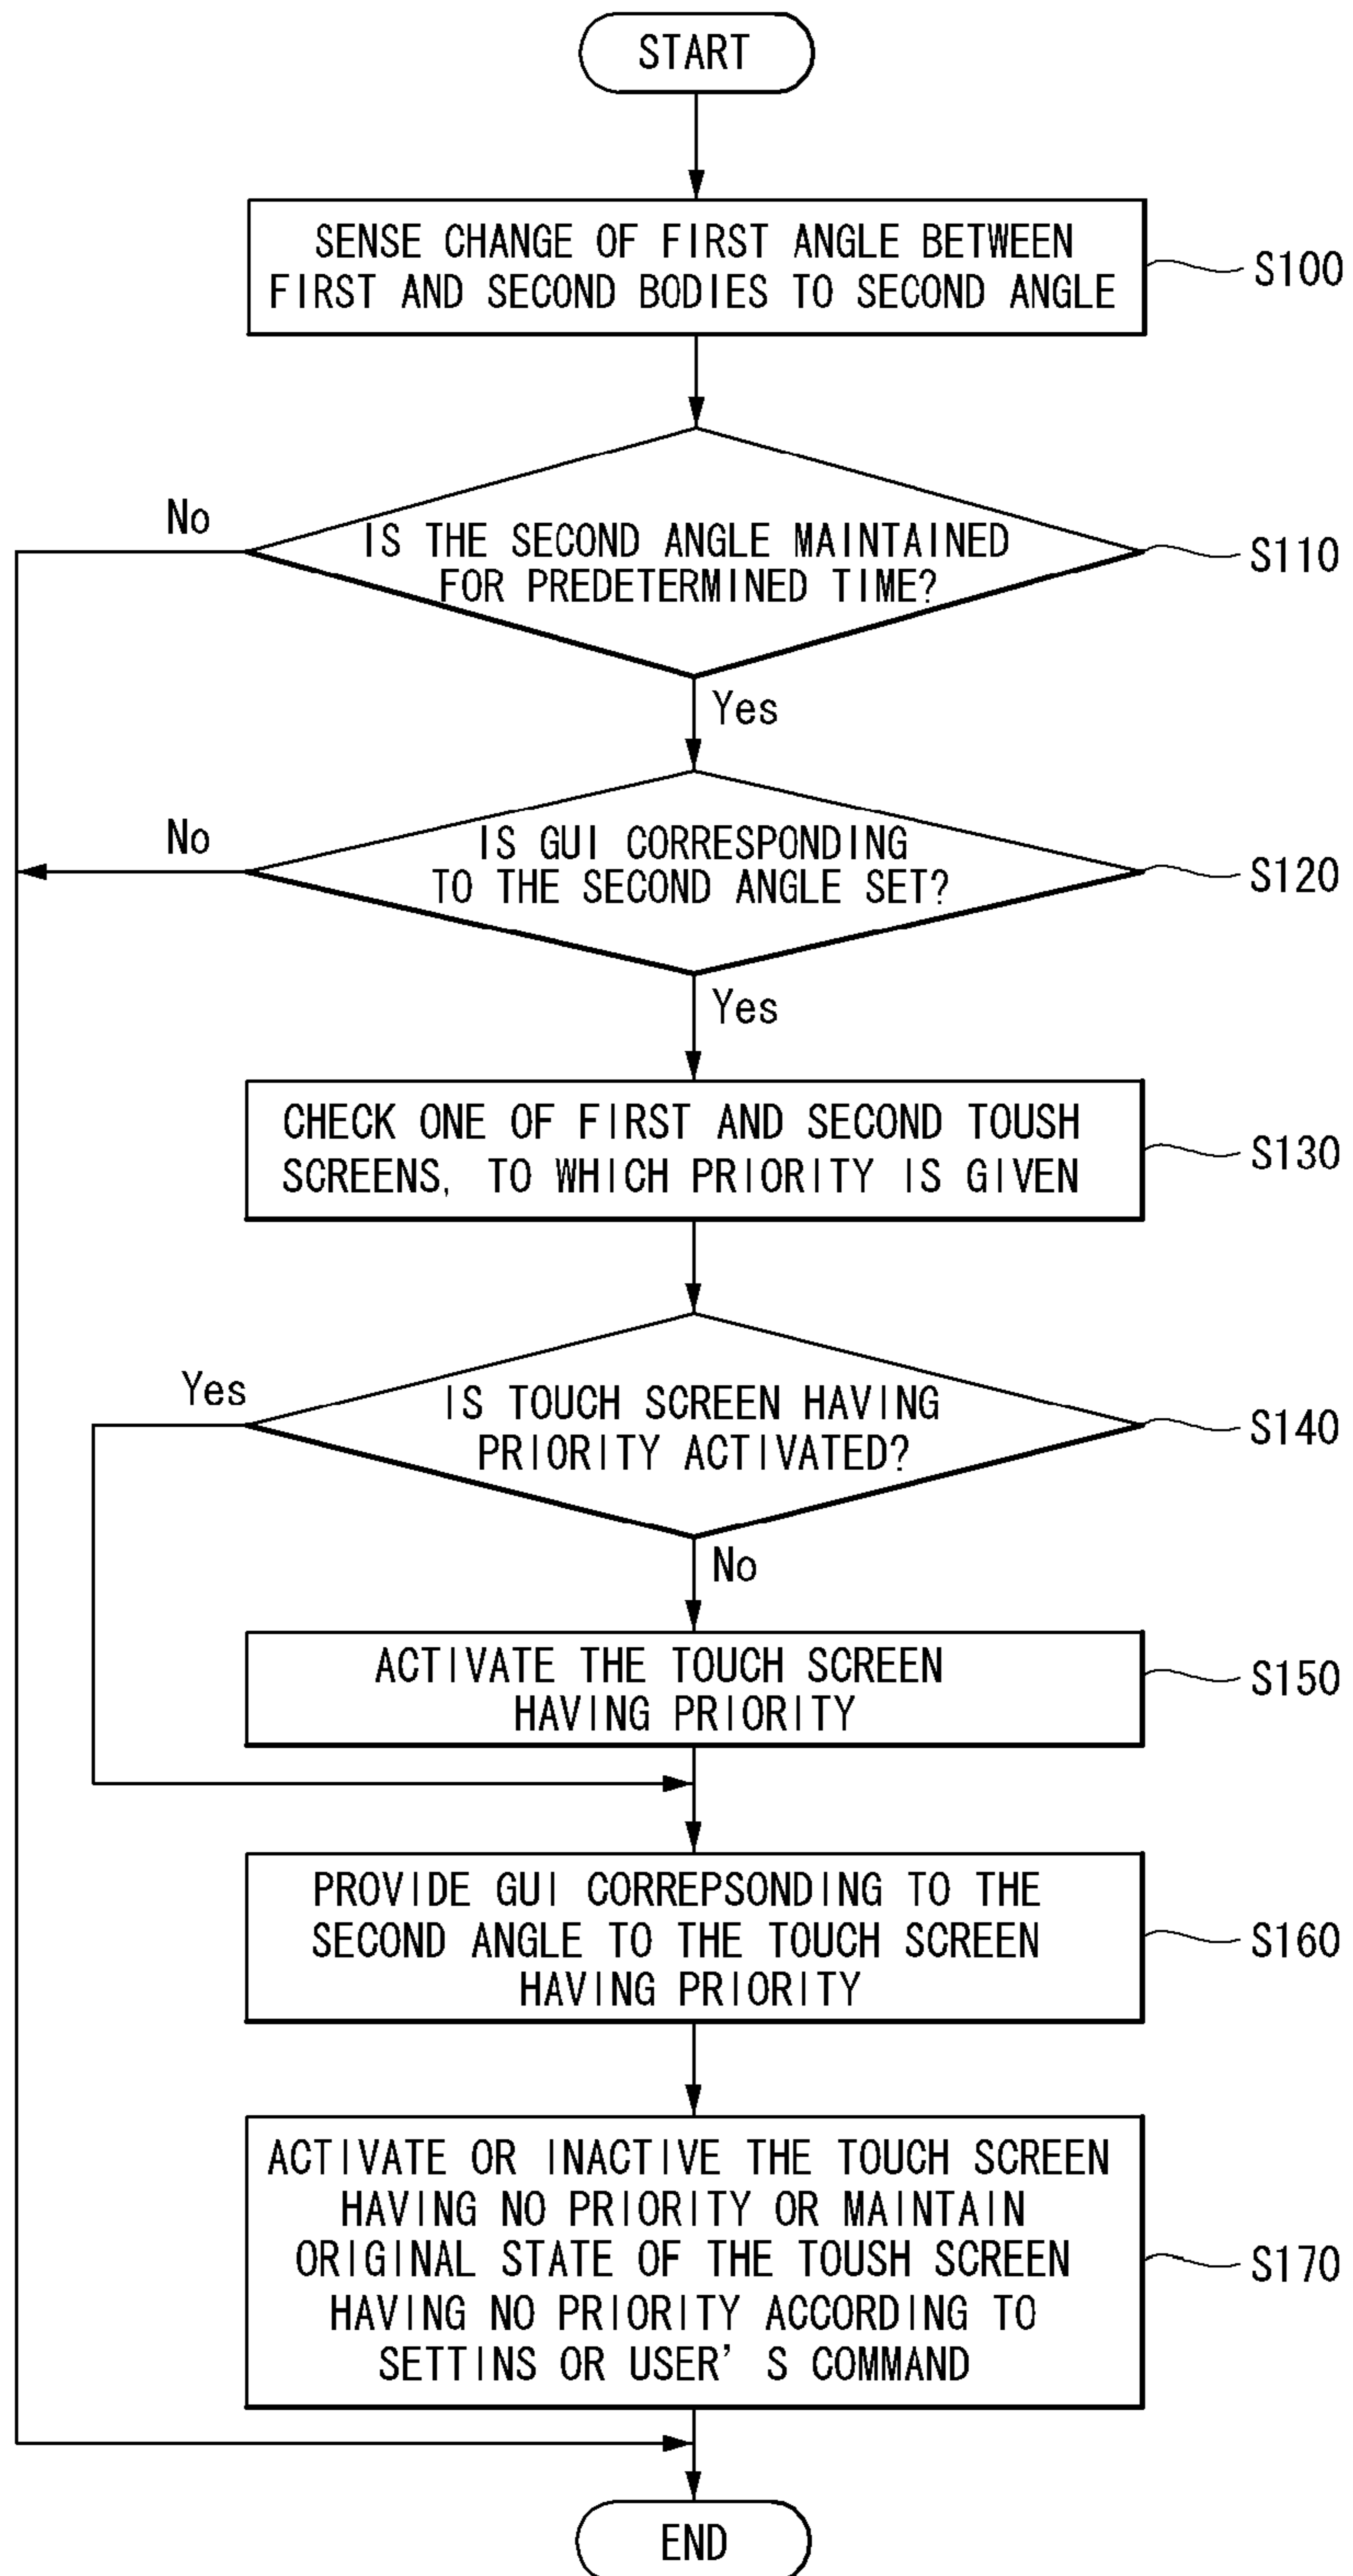 START
SENSE CHANGE OF FIRST ANGLE BETWEEN
FIRST AND SECOND BODIES TO SECOND ANGLE
S100
No
IS THE SECOND ANGLE MAINTAINED
FOR PREDETERMINED TIME?
S110
Yes
No
IS GUI CORRESPONDING
TO THE SECOND ANGLE SET?
S120
Yes
CHECK ONE OF FIRST AND SECOND TOUSH
SCREENS, TO WHICH PRIORITY IS GIVEN
S130
Yes
IS TOUCH SCREEN HAVING
PRIORITY ACTIVATED?
S140
No
ACTIVATE THE TOUCH SCREEN
HAVING PRIORITY
S150
PROVIDE GUI CORREPSONDING TO THE
SECOND ANGLE TO THE TOUCH SCREEN
HAVING PRIORITY
S160
ACTIVATE OR INACTIVE THE TOUCH SCREEN
HAVING NO PRIORITY OR MAINTAIN
ORIGINAL STATE OF THE TOUSH SCREEN
HAVING NO PRIORITY ACCORDING TO
SETTINS OR USER' S COMMAND
S170
END